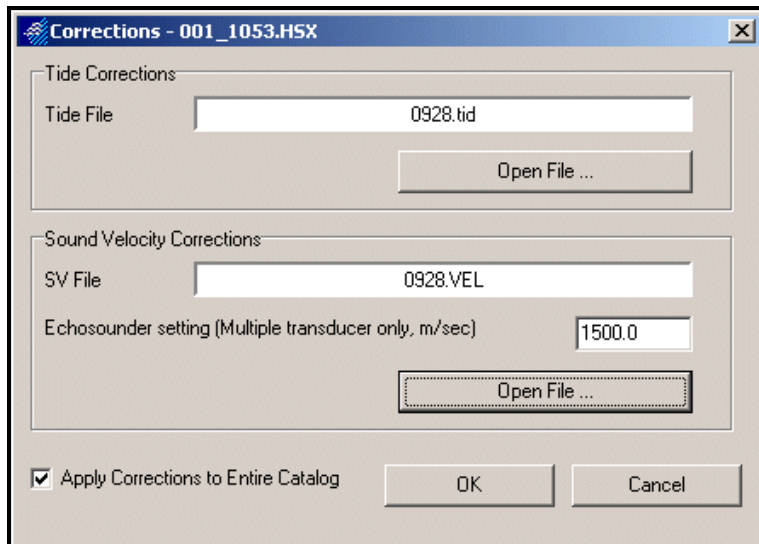 Corrections - 001_1053.HSX
Tide Corrections
Tide File 0928.tid
Open File ...
Sound Velocity Corrections
SV File 0928.VEL
Echosounder setting (Multiple transducer only, m/sec) 1500.0
Open File ...
Apply Corrections to Entire Catalog OK Cancel